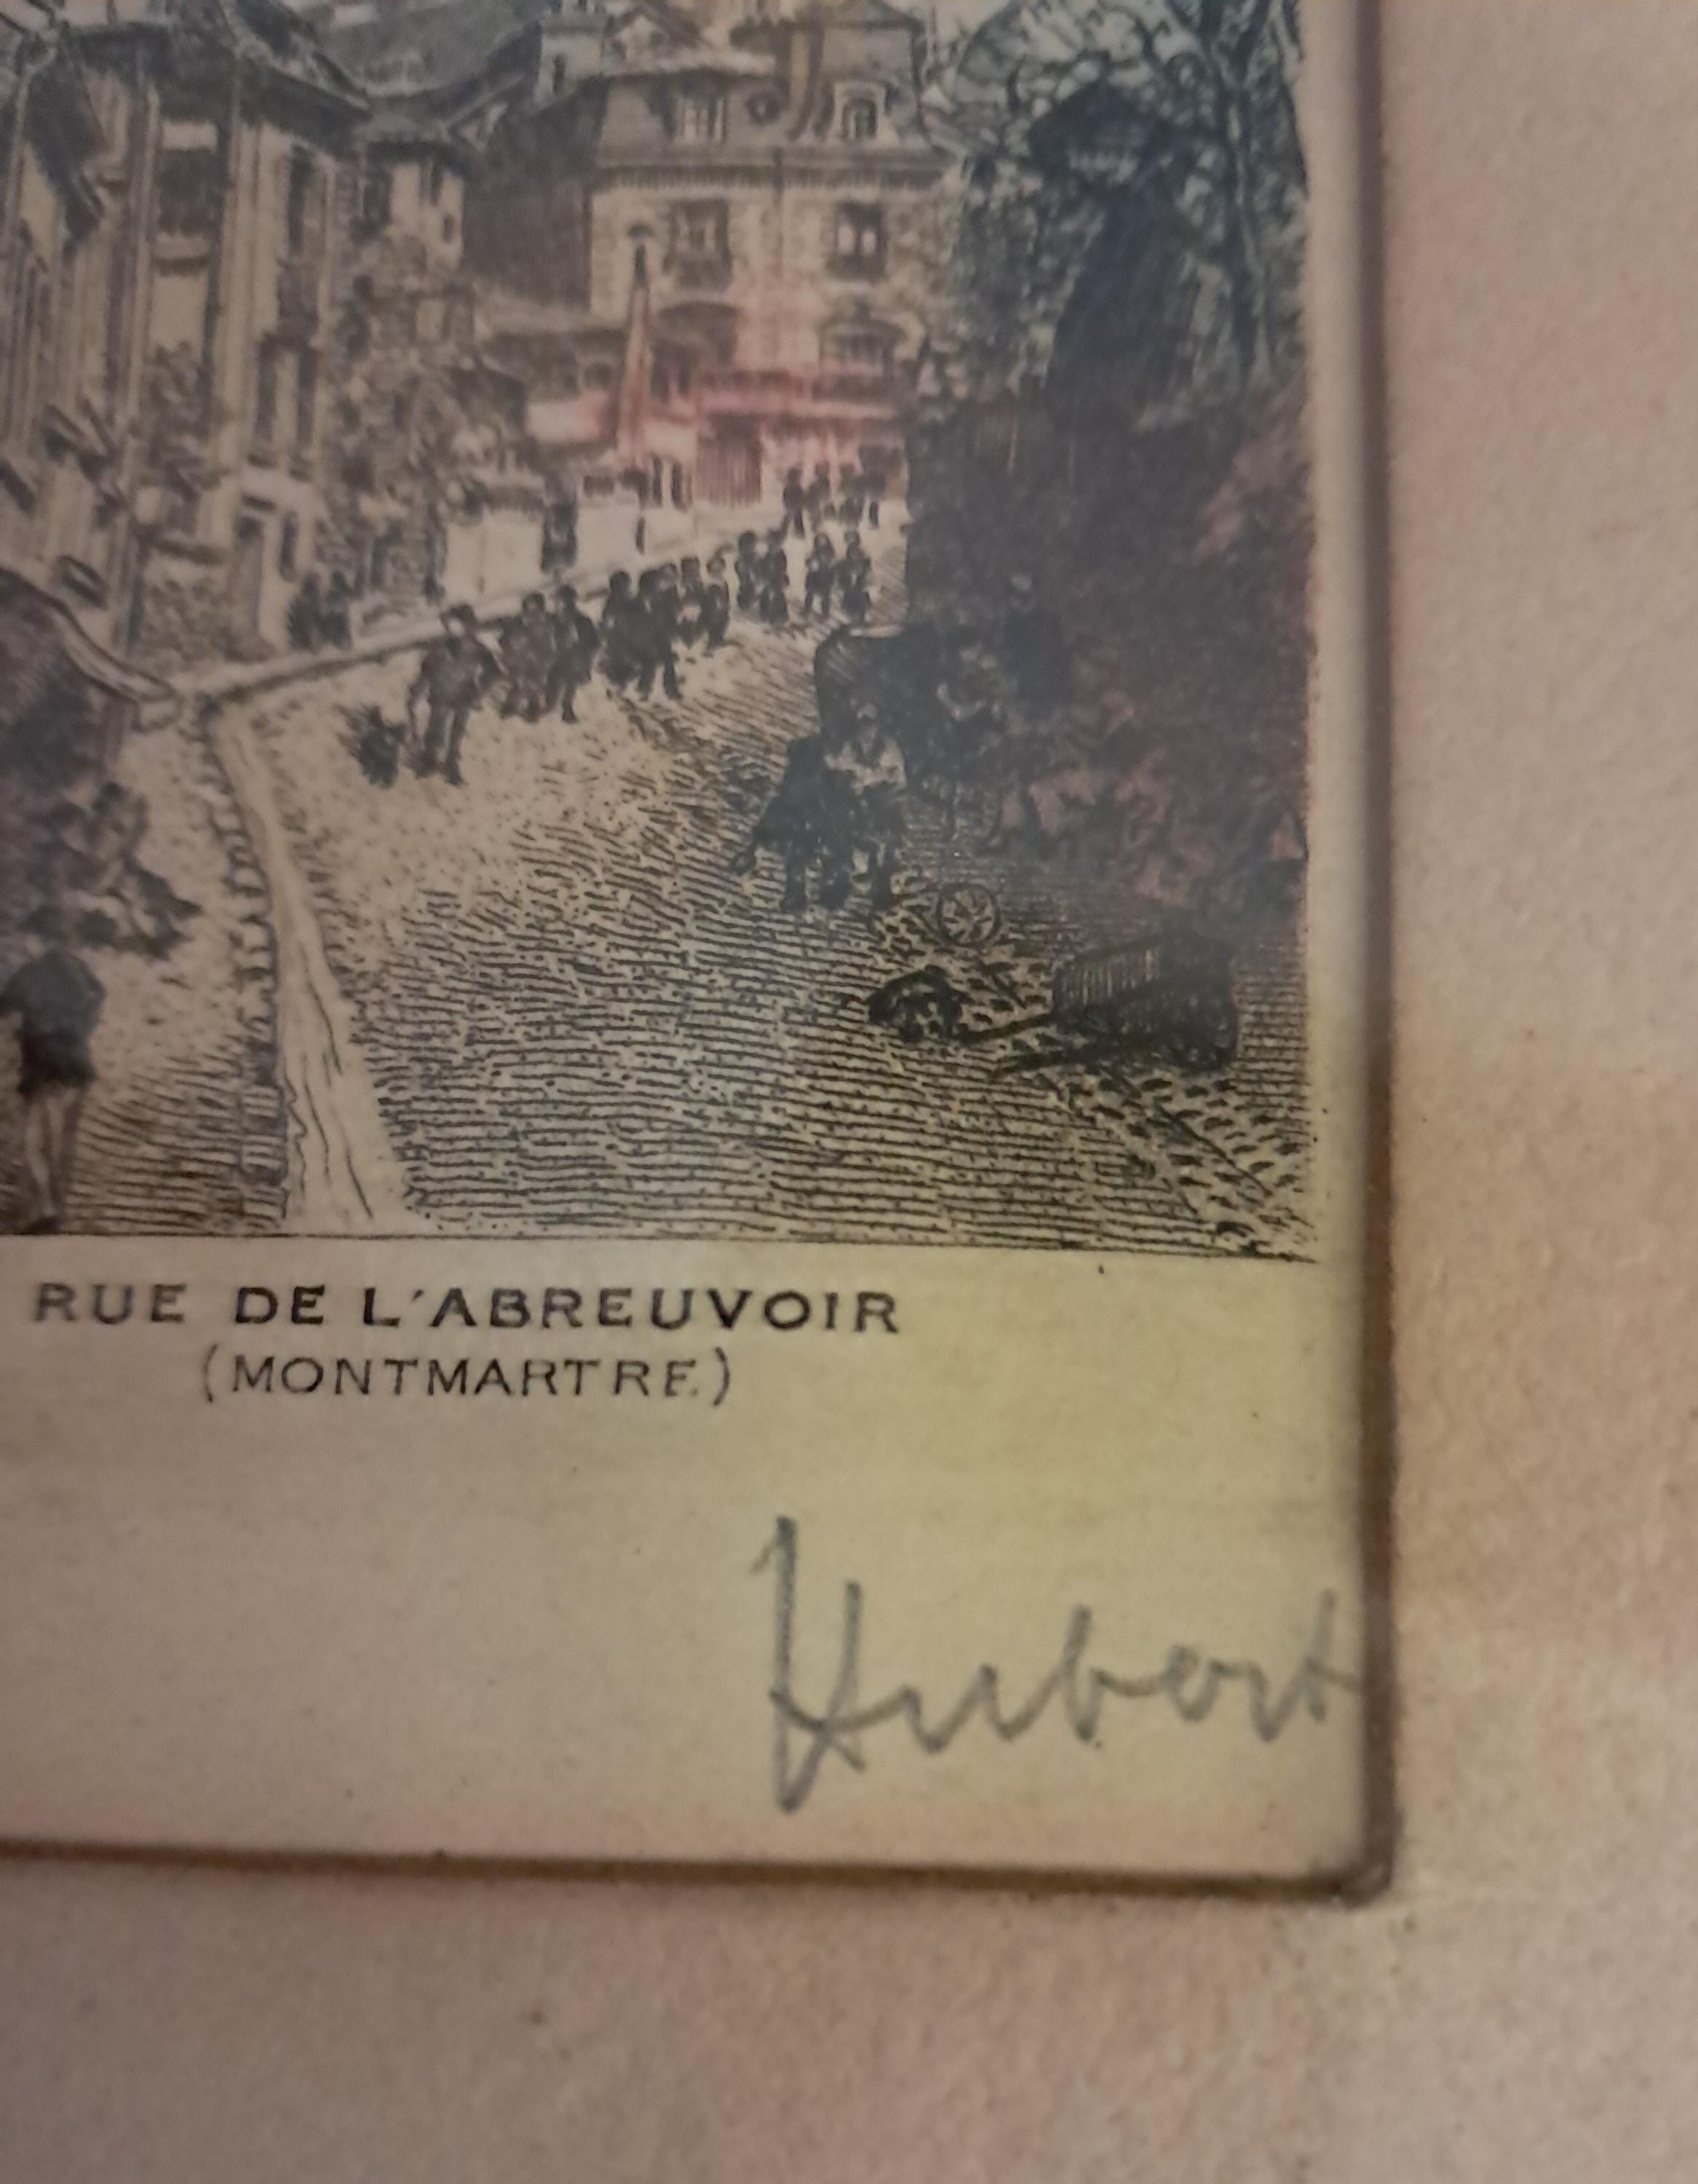 RUE DE L'ABREUVOIR
(MONTMARTRE)
Hubert